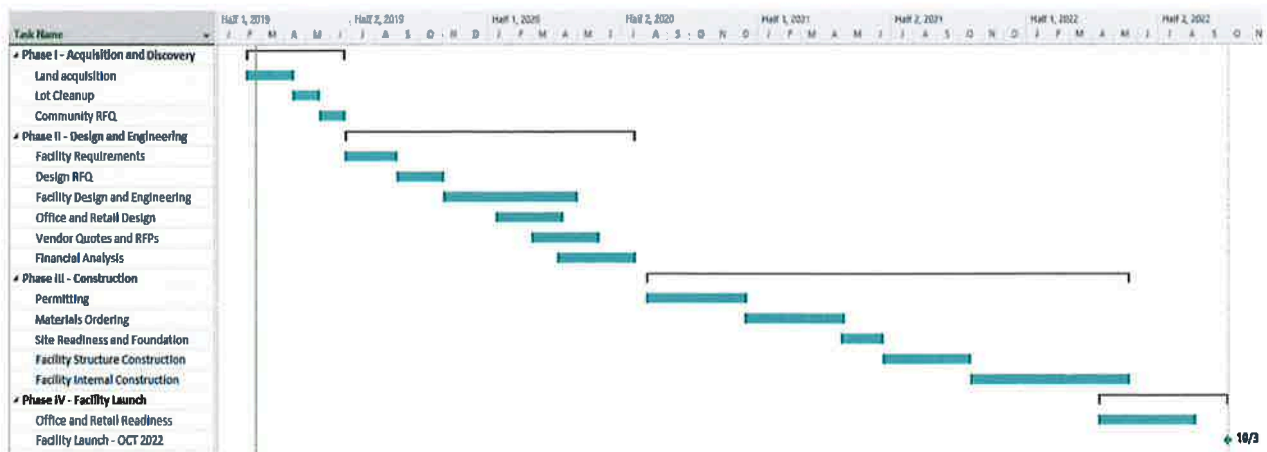 Half 1, 2019 Half 2, 2019 Half 1, 2020 Half 2, 2020 Half 1, 2021 Half 2, 2021 Half 1, 2022 Half 2, 2022
Task Name J F M A M J J A S O N D J F M A M J J A S O N D J F M A M J J A S O N D J F M A M J J A S O N
Phase I - Acquisition and Discovery
Land acquisition
Lot Cleanup
Community RFQ
Phase II - Design and Engineering
Facility Requirements
Design RFQ
Facility Design and Engineering
Office and Retail Design
Vendor Quotes and RFPs
Financial Analysis
Phase III - Construction
Permitting
Materials Ordering
Site Readiness and Foundation
Facility Structure Construction
Facility Internal Construction
Phase IV - Facility Launch
Office and Retail Readiness
Facility Launch - OCT 2022 10/3